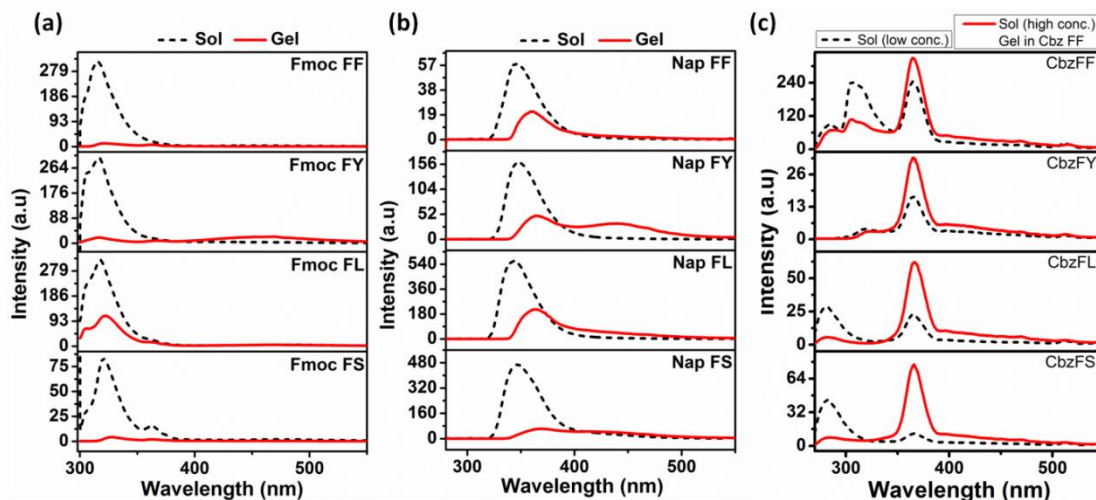 (a)
Sol Gel
Intensity (a.u)
Fmoc FF
279
186
93
0
Fmoc FY
264
176
88
0
Fmoc FL
279
186
93
0
Fmoc FS
75
50
25
0
300 400 500
Wavelength (nm)
(b)
Sol Gel
Intensity (a.u)
Nap FF
57
38
19
0
Nap FY
156
104
52
0
Nap FL
540
360
180
0
Nap FS
480
320
160
0
300 400 500
Wavelength (nm)
(c)
Sol (low conc.)
Sol (high conc.)
Gel in Cbz FF
Intensity (a.u)
CbzFF
240
120
0
CbzFY
26
13
0
CbzFL
50
25
0
CbzFS
64
32
0
300 400 500
Wavelength (nm)